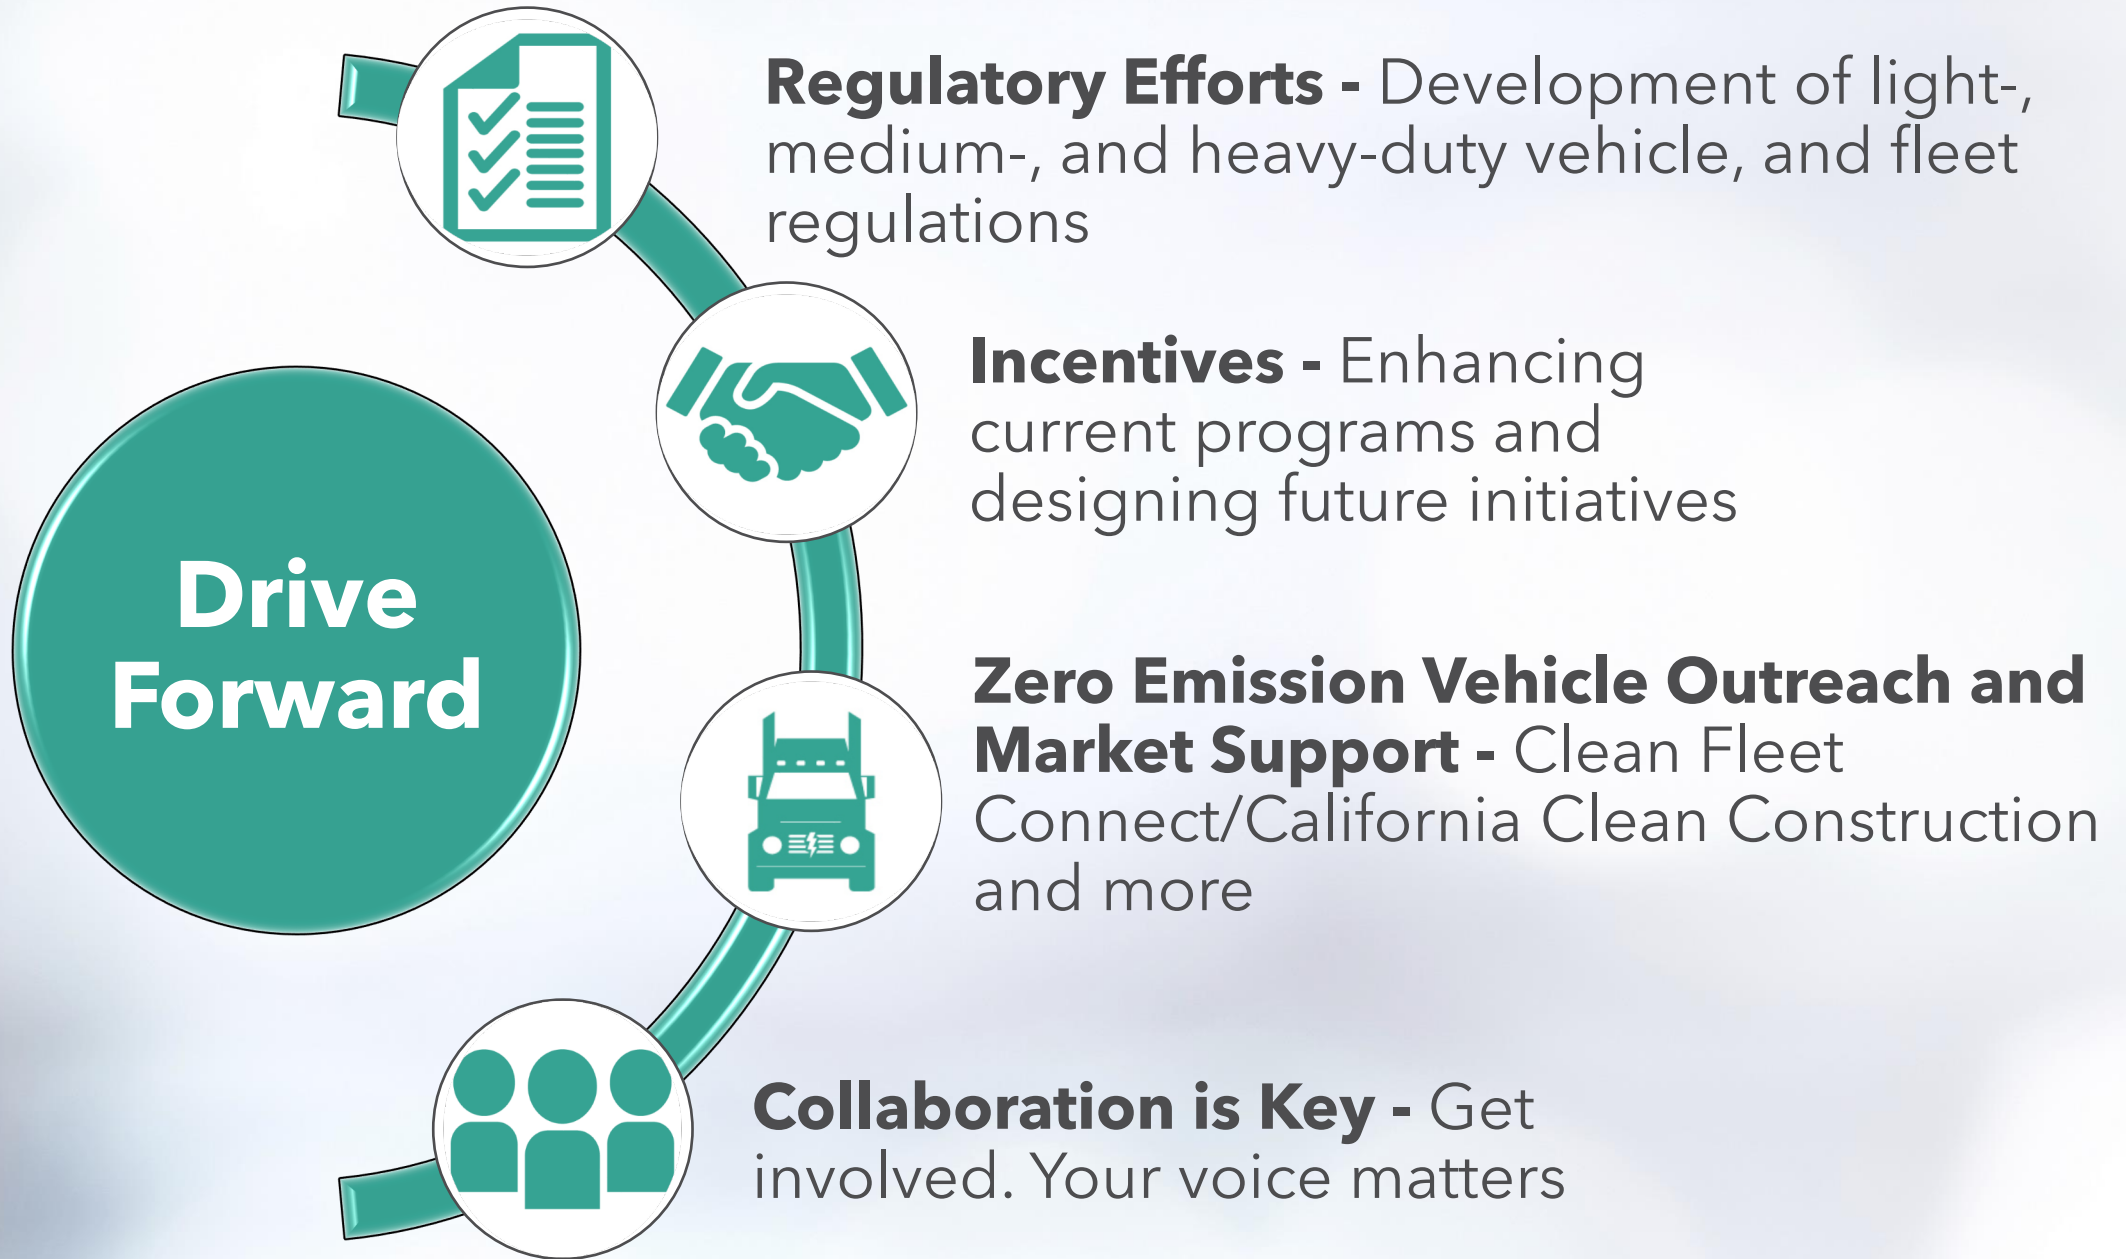 Drive
Forward
Regulatory Efforts - Development of light-,
medium-, and heavy-duty vehicle, and fleet
regulations
Incentives - Enhancing
current programs and
designing future initiatives
Zero Emission Vehicle Outreach and
Market Support - Clean Fleet
Connect/California Clean Construction
and more
Collaboration is Key - Get
involved. Your voice matters